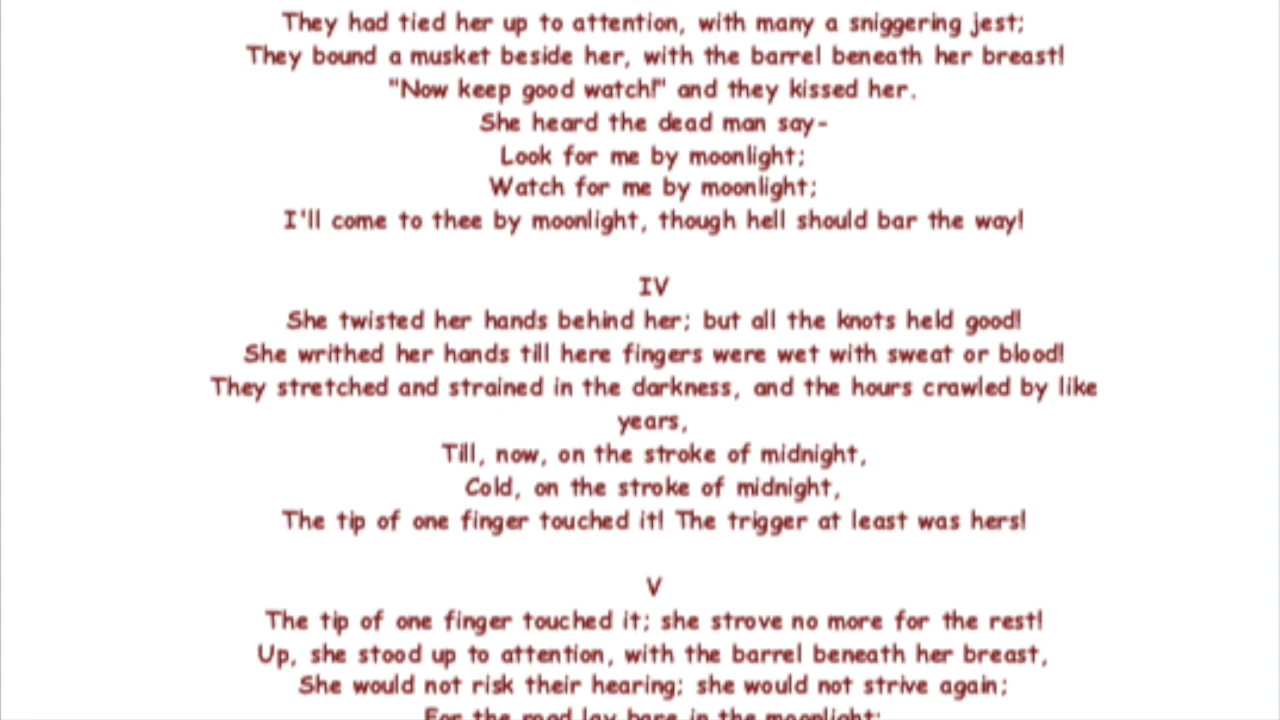 They had tied her up to attention, with many a sniggering jest;
They bound a musket beside her, with the barrel beneath her breast!
"Now keep good watch!" and they kissed her.
She heard the dead man say-
Look for me by moonlight;
Watch for me by moonlight;
I'll come to thee by moonlight, though hell should bar the way!
IV
She twisted her hands behind her; but all the knots held good!
She writhed her hands till here fingers were wet with sweat or blood!
They stretched and strained in the darkness, and the hours crawled by like
years,
Till, now, on the stroke of midnight,
Cold, on the stroke of midnight,
The tip of one finger touched it! The trigger at least was hers!
V
The tip of one finger touched it; she strove no more for the rest!
Up, she stood up to attention, with the barrel beneath her breast,
She would not risk their hearing; she would not strive again;
For the road lay bare in the moonlight;